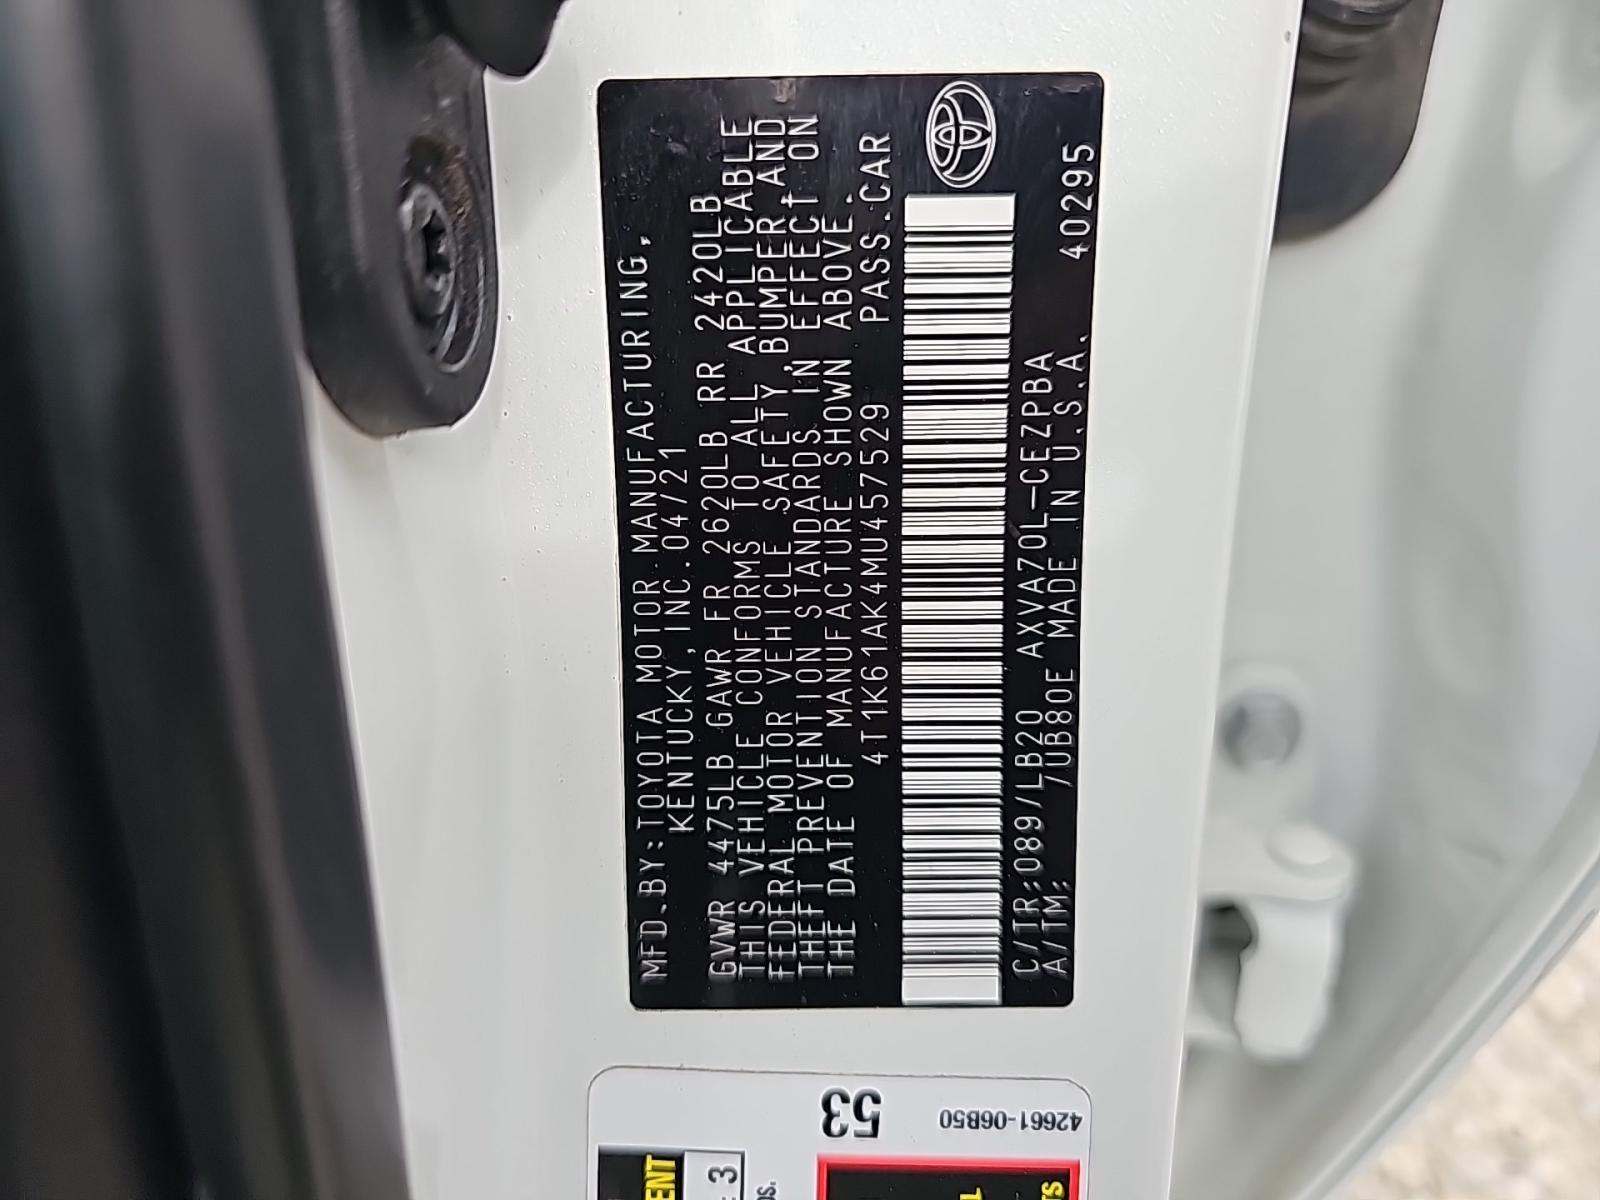 MFD.BY:TOYOTA MOTOR MANUFACTURING,
KENTUCKY,INC.04/21
GVWR 4475LB GAWR FR 2620LB RR 2420LB
THIS VEHICLE CONFORMS TO ALL APPLICABLE
FEDERAL MOTOR VEHICLE SAFETY,BUMPER,AND
THEFT PREVENTION STANDARDS IN EFFECT ON
THE DATE OF MANUFACTURE SHOWN ABOVE.
4T1K61AK4MU457529 PASS.CAR
C/TR:089/LB20 AXVA70L-CEZPBA
A/TM: /UB80E MADE IN U.S.A. 40295
53
42661-06B50
3